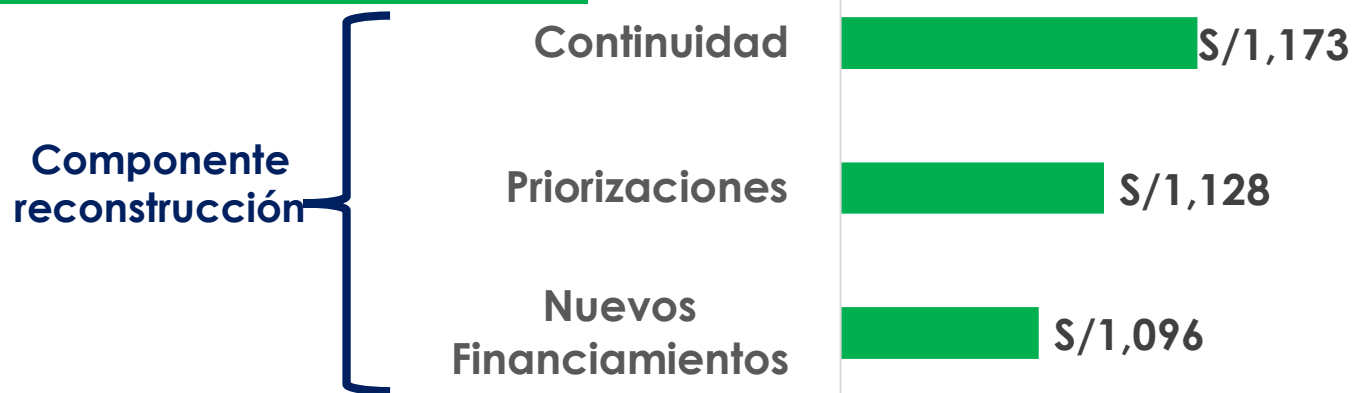 Componente
reconstrucción
Continuidad
S/1,173
Priorizaciones
S/1,128
Nuevos
Financiamientos
S/1,096